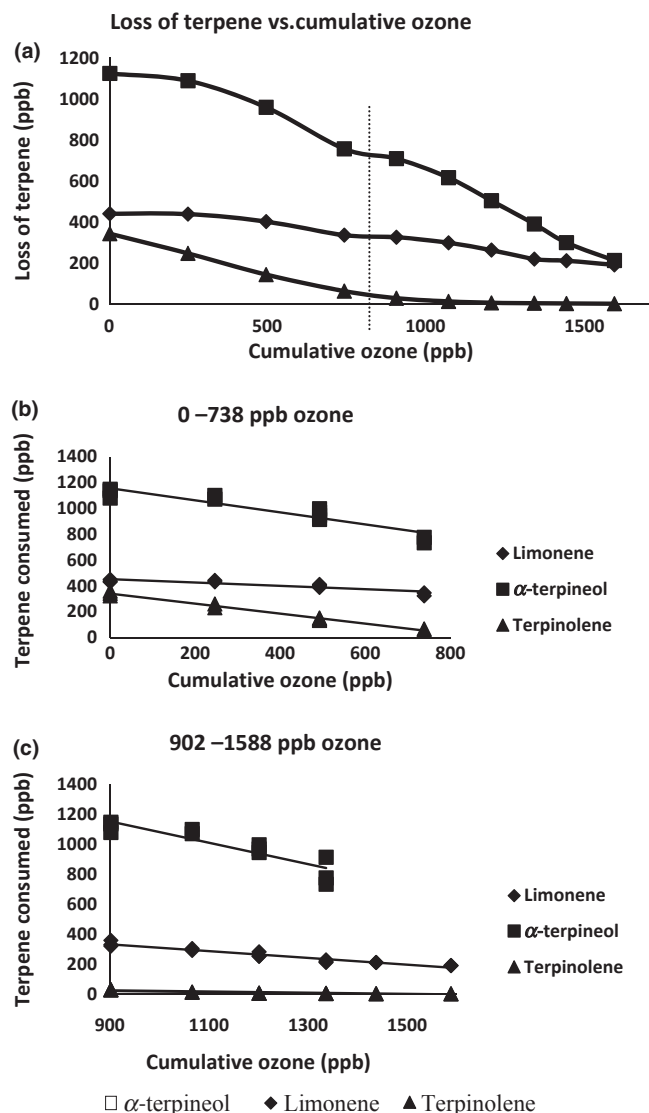 Loss of terpene vs.cumulative ozone
(a)
1200
1000
800
600
400
200
0
Loss of terpene (ppb)
0 500 1000 1500
Cumulative ozone (ppb)
(b)
0 –738 ppb ozone
1400
1200
1000
800
600
400
200
0
Terpene consumed (ppb)
0 200 400 600 800
Cumulative ozone (ppb)
Limonene
α-terpineol
Terpinolene
(c)
902 –1588 ppb ozone
1400
1200
1000
800
600
400
200
0
Terpene consumed (ppb)
900 1100 1300 1500
Cumulative ozone (ppb)
Limonene
α-terpineol
Terpinolene
α-terpineol Limonene Terpinolene